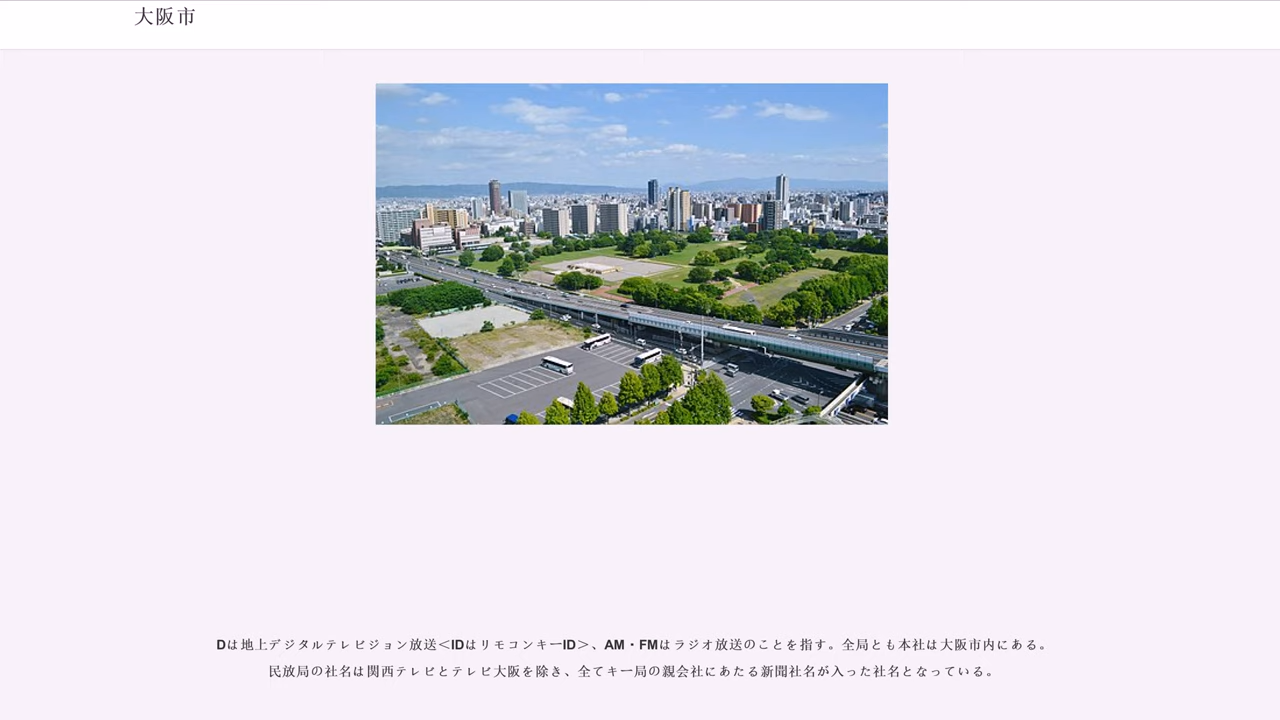 大阪市
Dは地上デジタルテレビジョン放送＜IDはリモコンキーID＞、AM・FMはラジオ放送のことを指す。全局とも本社は大阪市内にある。
民放局の社名は関西テレビとテレビ大阪を除き、全てキー局の親会社にあたる新聞社名が入った社名となっている。